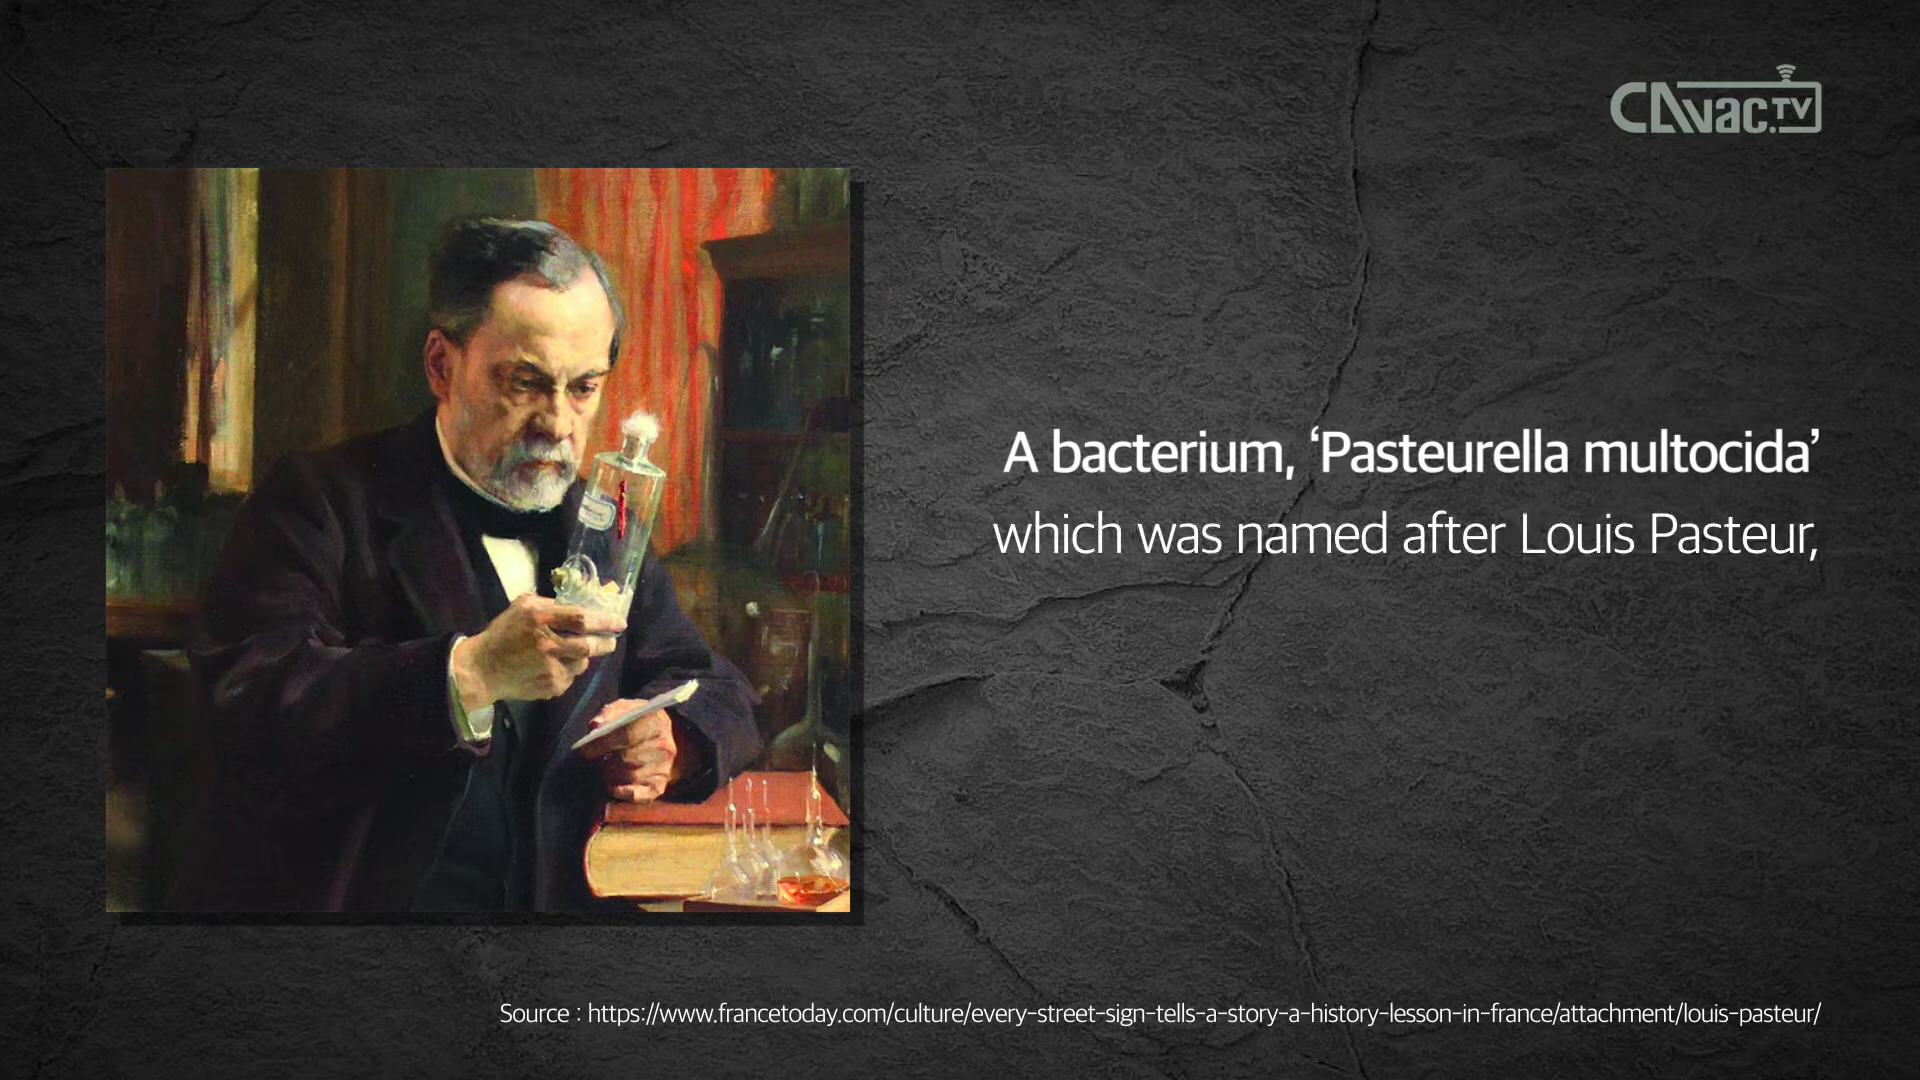 CAvac.TV
A bacterium, ‘Pasteurella multocida’
which was named after Louis Pasteur,
Source : https://www.francetoday.com/culture/every-street-sign-tells-a-story-a-history-lesson-in-france/attachment/louis-pasteur/